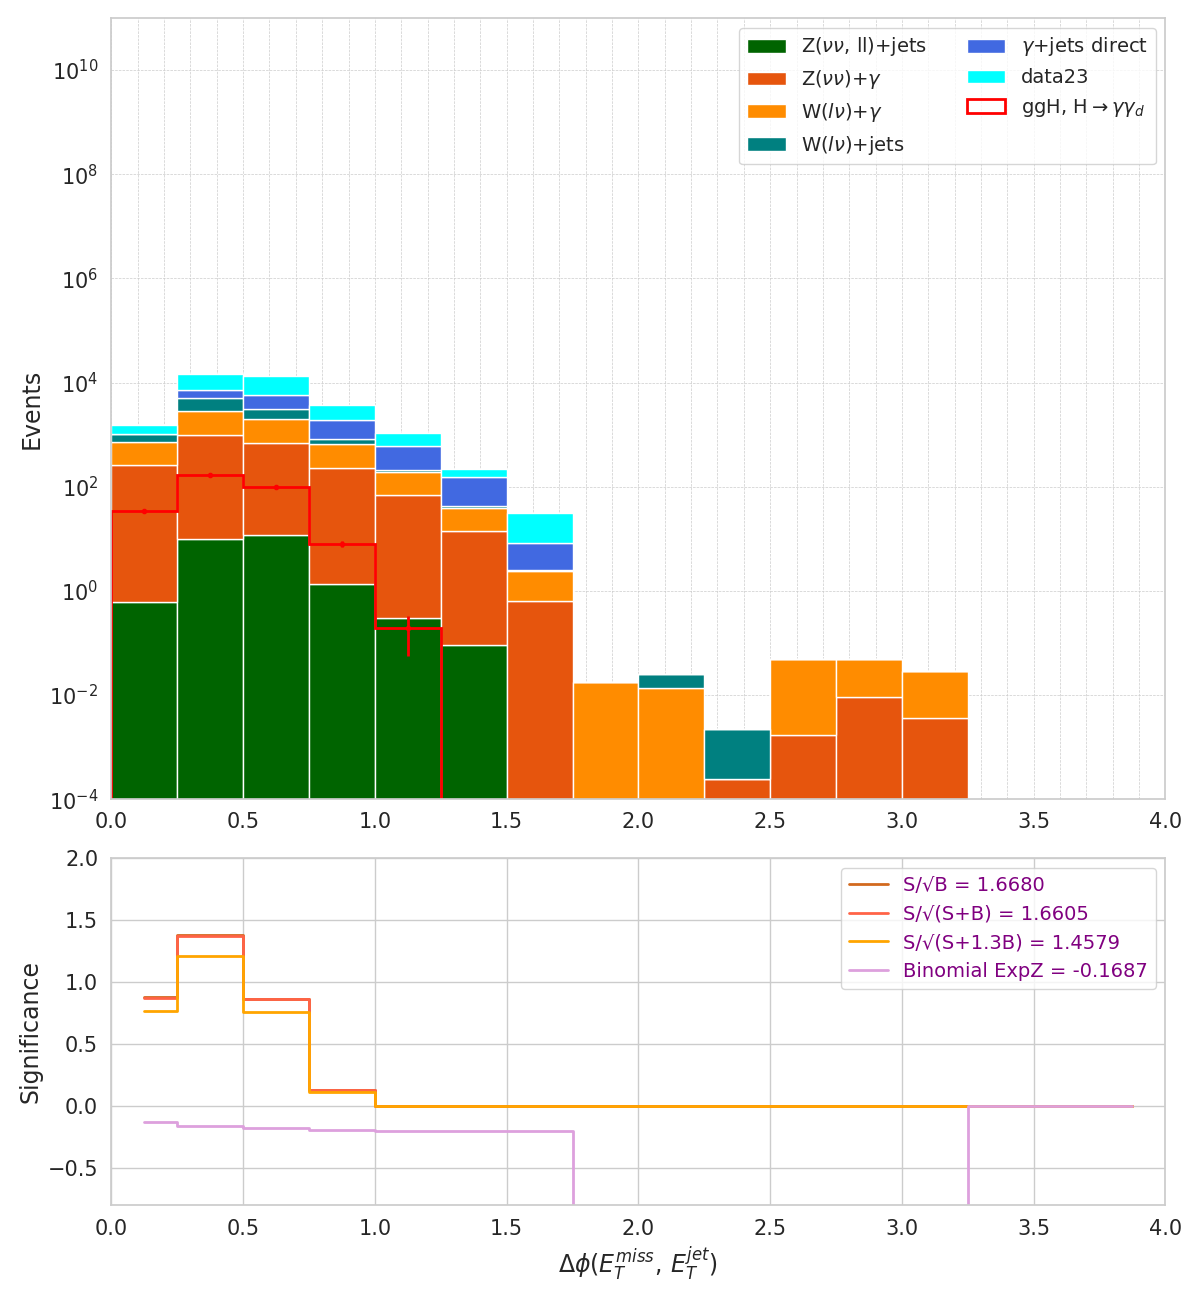 Z(νν, ll)+jets
Z(νν)+γ
W(lν)+γ
W(lν)+jets
γ+jets direct
data23
ggH, H→γγ_d
Events
10^10
10^8
10^6
10^4
10^2
10^0
10^−2
10^−4
0.0 0.5 1.0 1.5 2.0 2.5 3.0 3.5 4.0
S/√B = 1.6680
S/√(S+B) = 1.6605
S/√(S+1.3B) = 1.4579
Binomial ExpZ = -0.1687
Significance
2.0
1.5
1.0
0.5
0.0
−0.5
0.0 0.5 1.0 1.5 2.0 2.5 3.0 3.5 4.0
Δϕ(E_T^miss, E_T^jet)